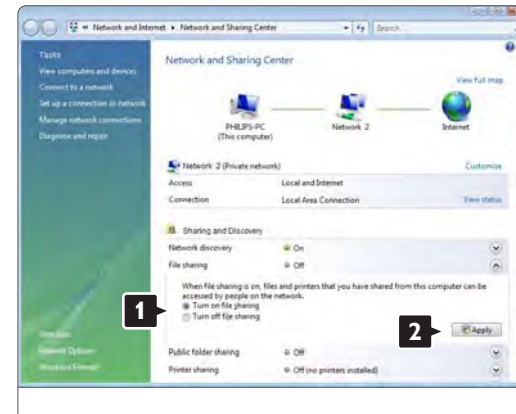 Network and Internet Network and Sharing Center
Search
Tasks
View computers and devices
Connect to a network
Set up a connection or network
Manage network connections
Diagnose and repair
Network and Sharing Center
View full map
PHILIPS-PC
(This computer)
Network 2
Internet
Network 2 (Private network)
Customize
Access
Local and Internet
Connection
Local Area Connection
View status
Sharing and Discovery
Network discovery
On
File sharing
Off
When file sharing is on, files and printers that you have shared from this computer can be
accessed by people on the network.
1
Turn on file sharing
Turn off file sharing
2
Apply
Public folder sharing
Off
Printer sharing
Off (no printers installed)
Internet Options
Windows Firewall